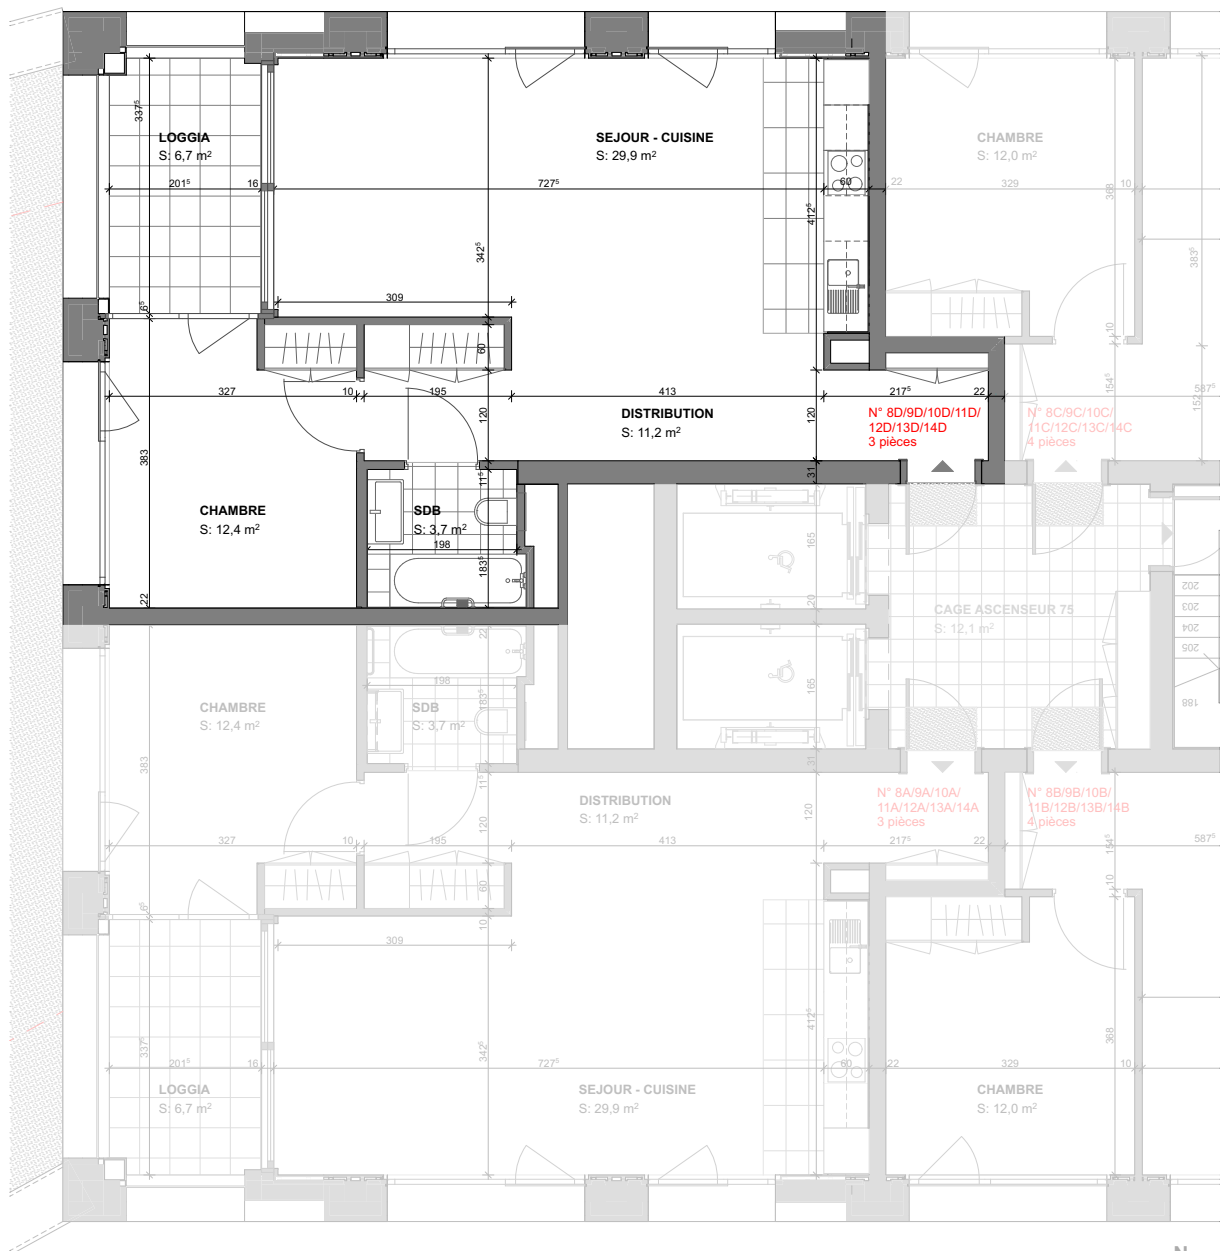 LOGGIA
S: 6,7 m²
337⁵
201⁵
16
6⁵
SEJOUR - CUISINE
S: 29,9 m²
727⁵
60
412⁵
342⁵
309
CHAMBRE
S: 12,0 m²
22
329
10
368
383⁵
10
154⁵
152
587⁵
60
327
10
195
413
217⁵
22
120
120
DISTRIBUTION
S: 11,2 m²
N° 8D/9D/10D/11D/
12D/13D/14D
3 pièces
N° 8C/9C/10C/
11C/12C/13C/14C
4 pièces
383
11⁵
31
CHAMBRE
S: 12,4 m²
SDB
S: 3,7 m²
198
183⁵
22
165
20
CAGE ASCENSEUR 75
S: 12,1 m²
202
203
204
205
188
22
198
183⁵
165
CHAMBRE
S: 12,4 m²
SDB
S: 3,7 m²
383
11⁵
31
DISTRIBUTION
S: 11,2 m²
N° 8A/9A/10A/
11A/12A/13A/14A
3 pièces
N° 8B/9B/10B/
11B/12B/13B/14B
4 pièces
120
120
327
10
195
413
217⁵
22
154⁵
587⁵
60
10
10
6⁵
309
337⁵
342⁵
412⁵
368
201⁵
16
727⁵
60
22
329
10
LOGGIA
S: 6,7 m²
SEJOUR - CUISINE
S: 29,9 m²
CHAMBRE
S: 12,0 m²